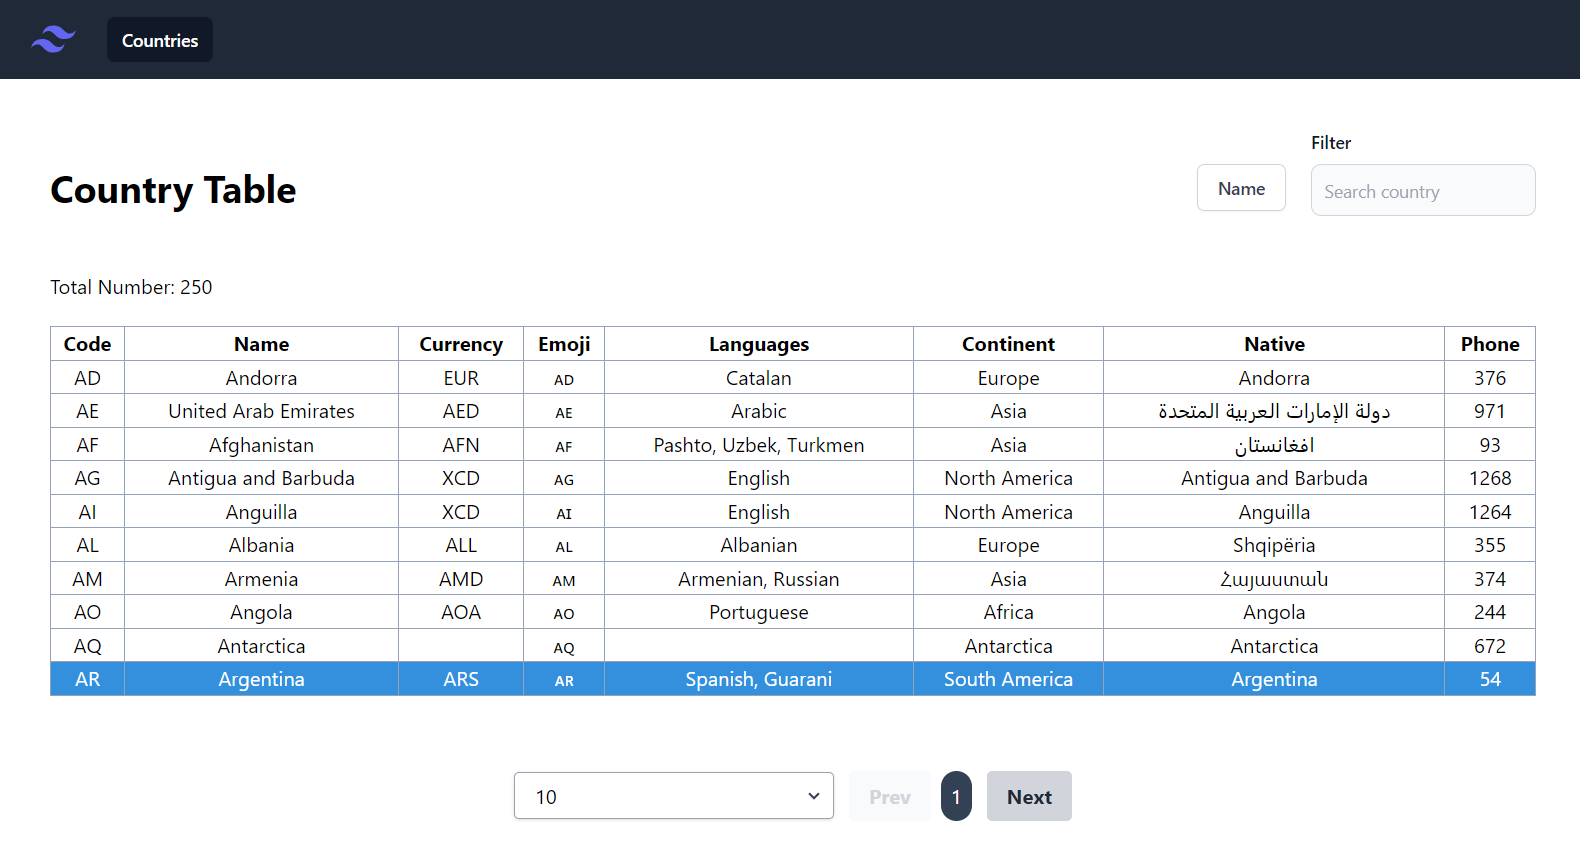 Countries
Filter
Country Table
Name
Search country
Total Number: 250
Code Name Currency Emoji Languages Continent Native Phone
AD Andorra EUR AD Catalan Europe Andorra 376
AE United Arab Emirates AED AE Arabic Asia دولة الإمارات العربية المتحدة 971
AF Afghanistan AFN AF Pashto, Uzbek, Turkmen Asia افغانستان 93
AG Antigua and Barbuda XCD AG English North America Antigua and Barbuda 1268
AI Anguilla XCD AI English North America Anguilla 1264
AL Albania ALL AL Albanian Europe Shqipëria 355
AM Armenia AMD AM Armenian, Russian Asia Հայաստան 374
AO Angola AOA AO Portuguese Africa Angola 244
AQ Antarctica AQ Antarctica Antarctica 672
AR Argentina ARS AR Spanish, Guarani South America Argentina 54
10 Prev 1 Next